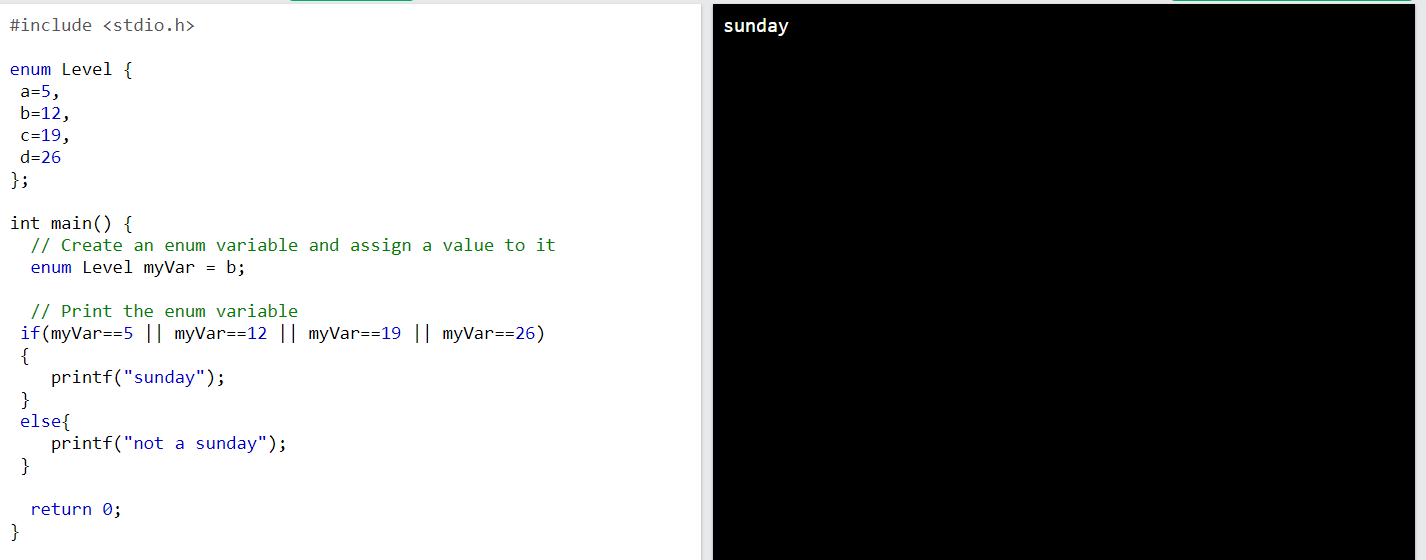 #include <stdio.h>
enum Level {
a=5,
b=12,
c=19,
d=26
};
int main() {
// Create an enum variable and assign a value to it
enum Level myVar = b;
// Print the enum variable
if(myVar==5 || myVar==12 || myVar==19 || myVar==26)
{
printf("sunday");
}
else{
printf("not a sunday");
}
return 0;
}
sunday